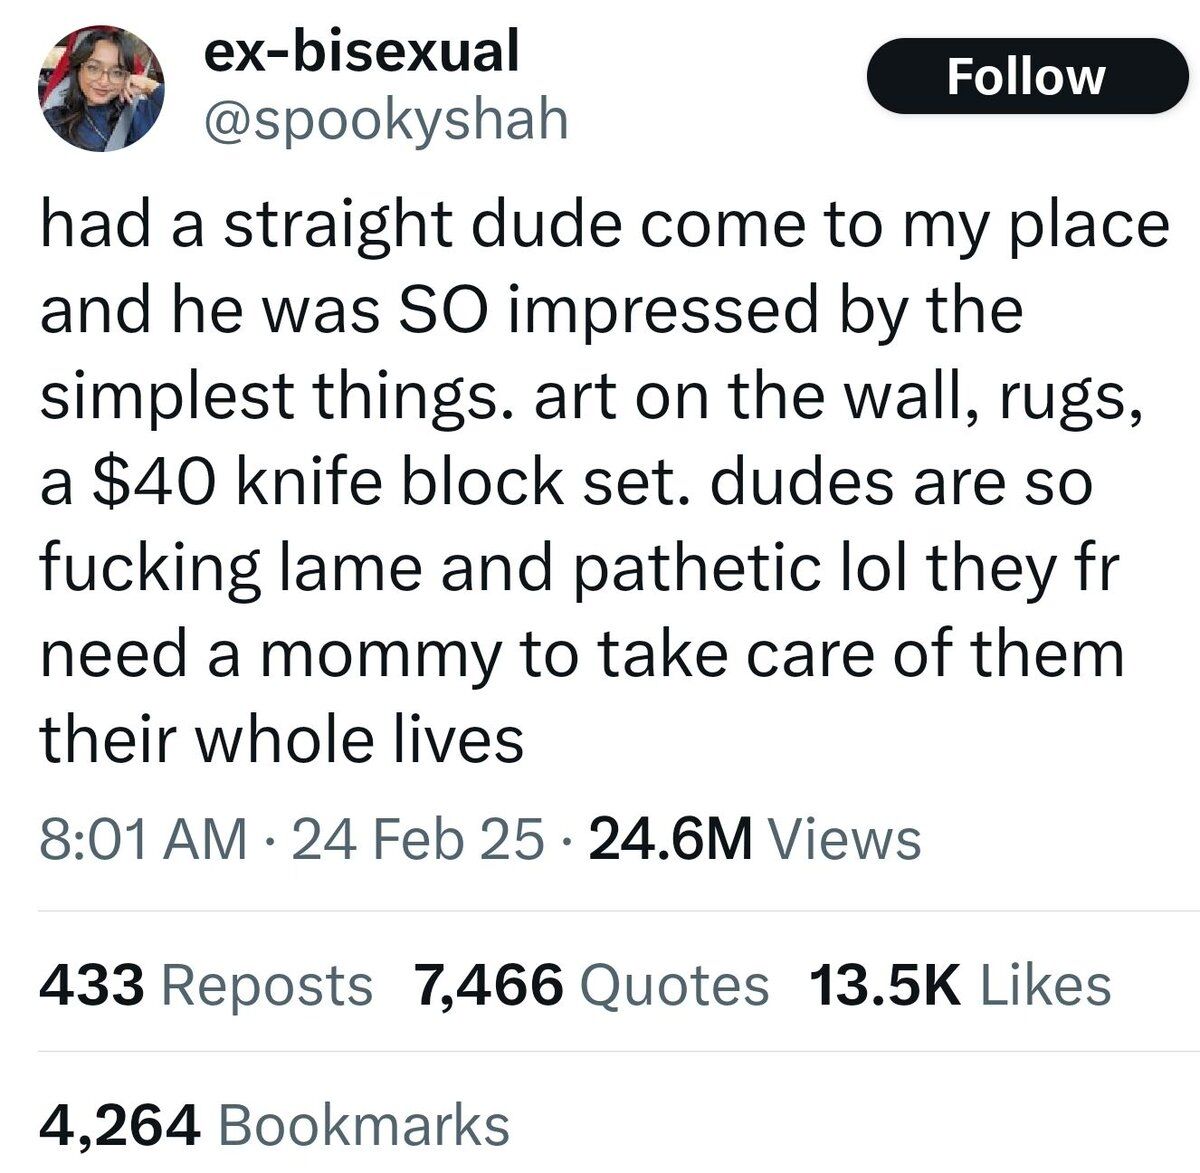 ex-bisexual
Follow
@spookyshah
had a straight dude come to my place
and he was SO impressed by the
simplest things. art on the wall, rugs,
a $40 knife block set. dudes are so
fucking lame and pathetic lol they fr
need a mommy to take care of them
their whole lives
8:01 AM · 24 Feb 25 · 24.6M Views
433 Reposts 7,466 Quotes 13.5K Likes
4,264 Bookmarks